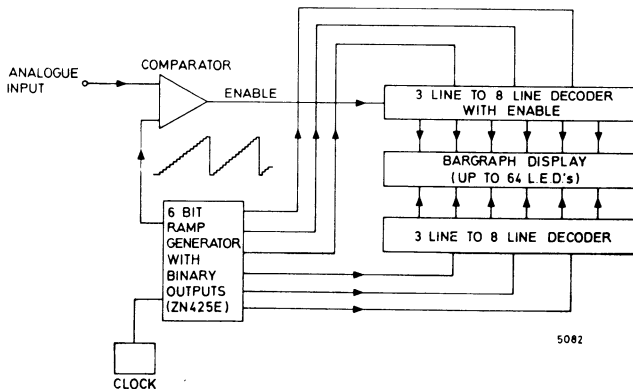 COMPARATOR
ANALOGUE
INPUT
ENABLE
3 LINE TO 8 LINE DECODER
WITH ENABLE
BARGRAPH DISPLAY
(UP TO 64 L.E.D.'s)
3 LINE TO 8 LINE DECODER
6 BIT
RAMP
GENERATOR
WITH
BINARY
OUTPUTS
(ZN425E)
CLOCK
5082